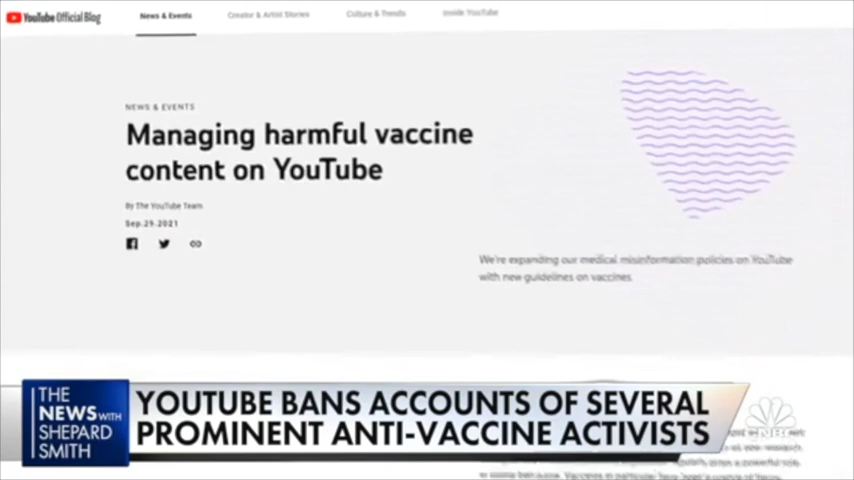 YouTube Official Blog
News & Events
Creator & Artist Stories
Culture & Trends
Inside YouTube
NEWS & EVENTS
Managing harmful vaccine
content on YouTube
By The YouTube Team
Sep.29.2021
We're expanding our medical misinformation policies on YouTube
with new guidelines on vaccines.
THE
NEWS WITH
SHEPARD
SMITH
YOUTUBE BANS ACCOUNTS OF SEVERAL
PROMINENT ANTI-VACCINE ACTIVISTS
CNBC